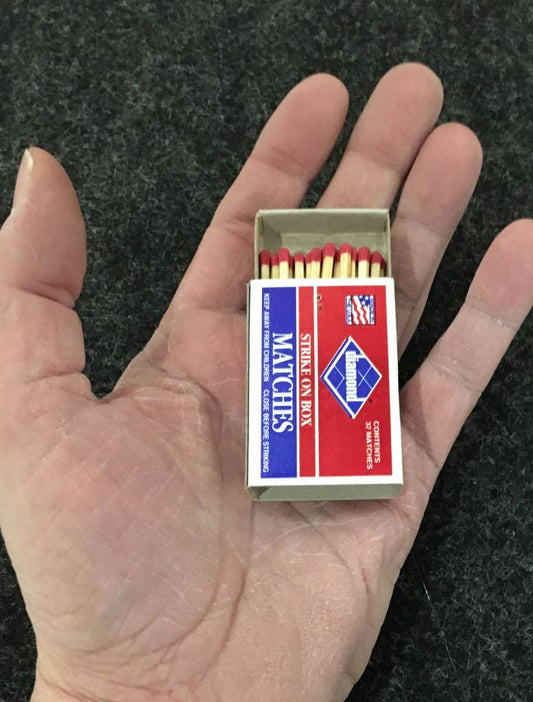 diamond
CONTENTS
32 MATCHES
STRIKE ON BOX
MATCHES
KEEP AWAY FROM CHILDREN CLOSE BEFORE STRIKING